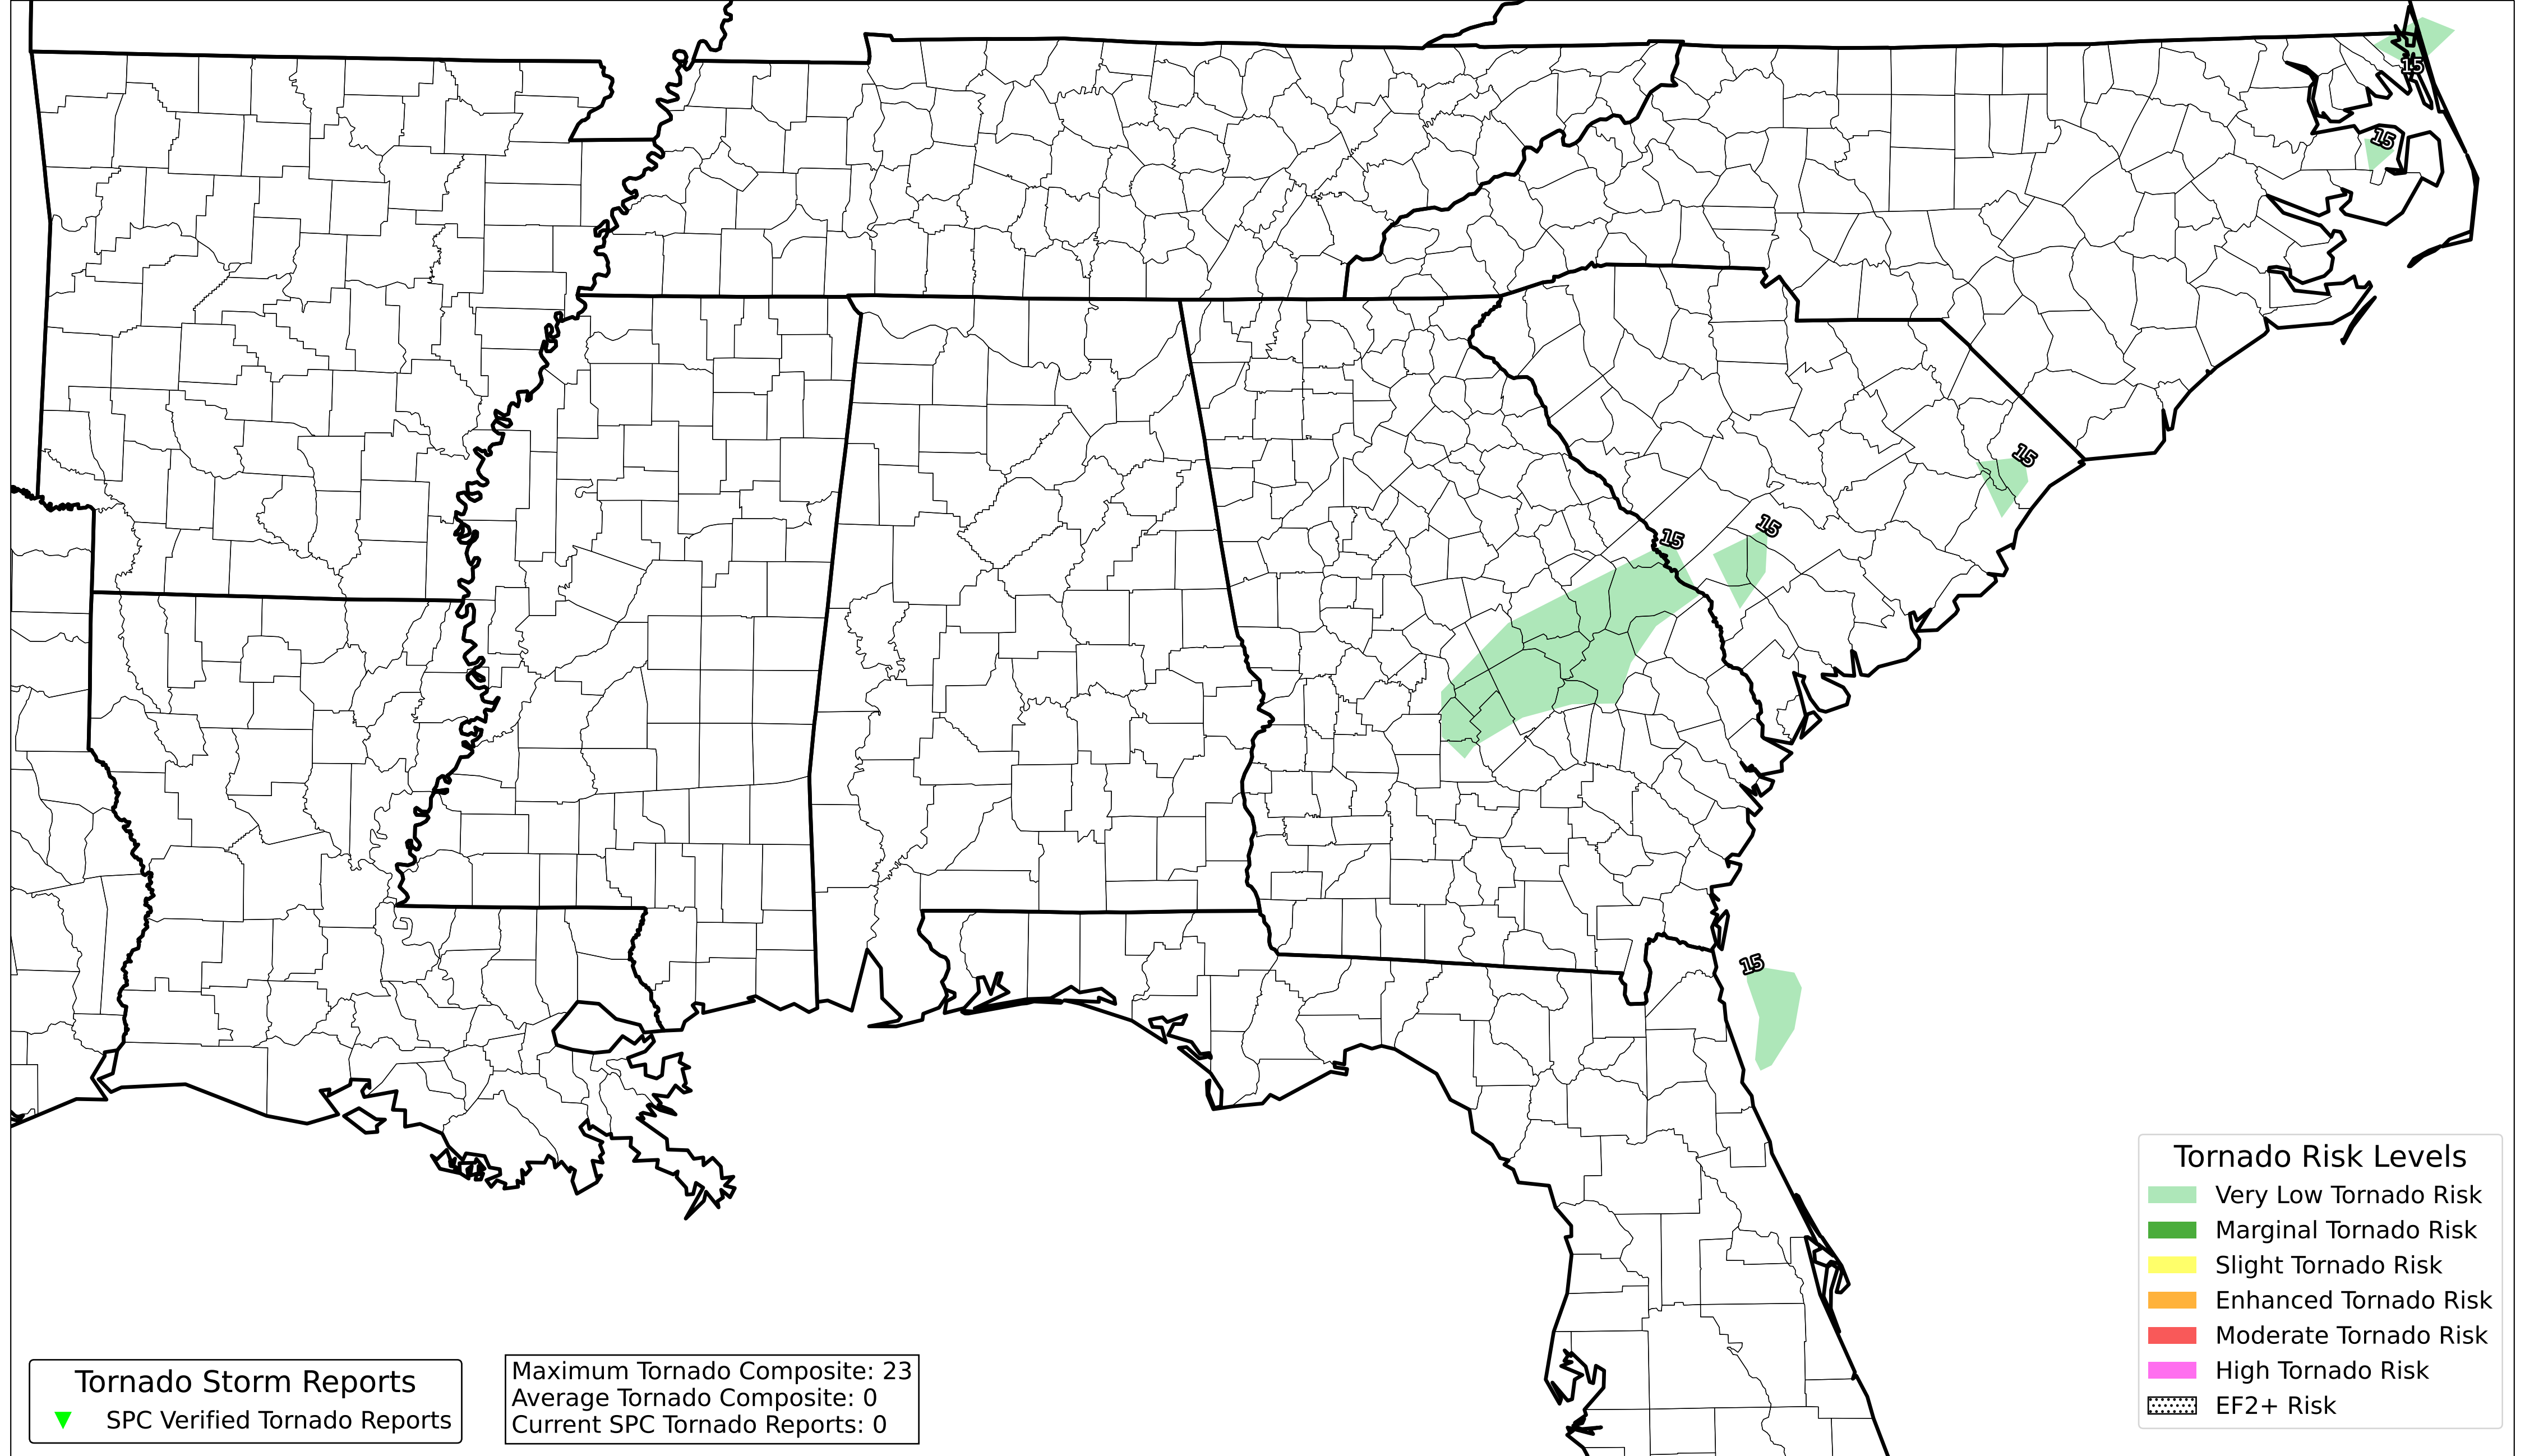 15
15
15
15
15
15
Tornado Risk Levels
Very Low Tornado Risk
Marginal Tornado Risk
Slight Tornado Risk
Enhanced Tornado Risk
Moderate Tornado Risk
High Tornado Risk
EF2+ Risk
Tornado Storm Reports
SPC Verified Tornado Reports
Maximum Tornado Composite: 23
Average Tornado Composite: 0
Current SPC Tornado Reports: 0